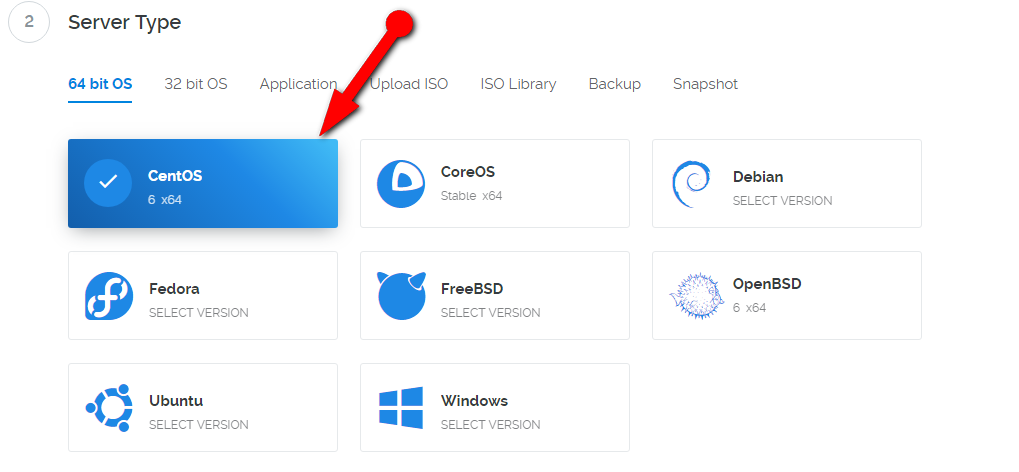 2 Server Type
64 bit OS 32 bit OS Application Upload ISO ISO Library Backup Snapshot
CentOS
6 x64
CoreOS
Stable x64
Debian
SELECT VERSION
Fedora
SELECT VERSION
FreeBSD
SELECT VERSION
OpenBSD
6 x64
Ubuntu
SELECT VERSION
Windows
SELECT VERSION